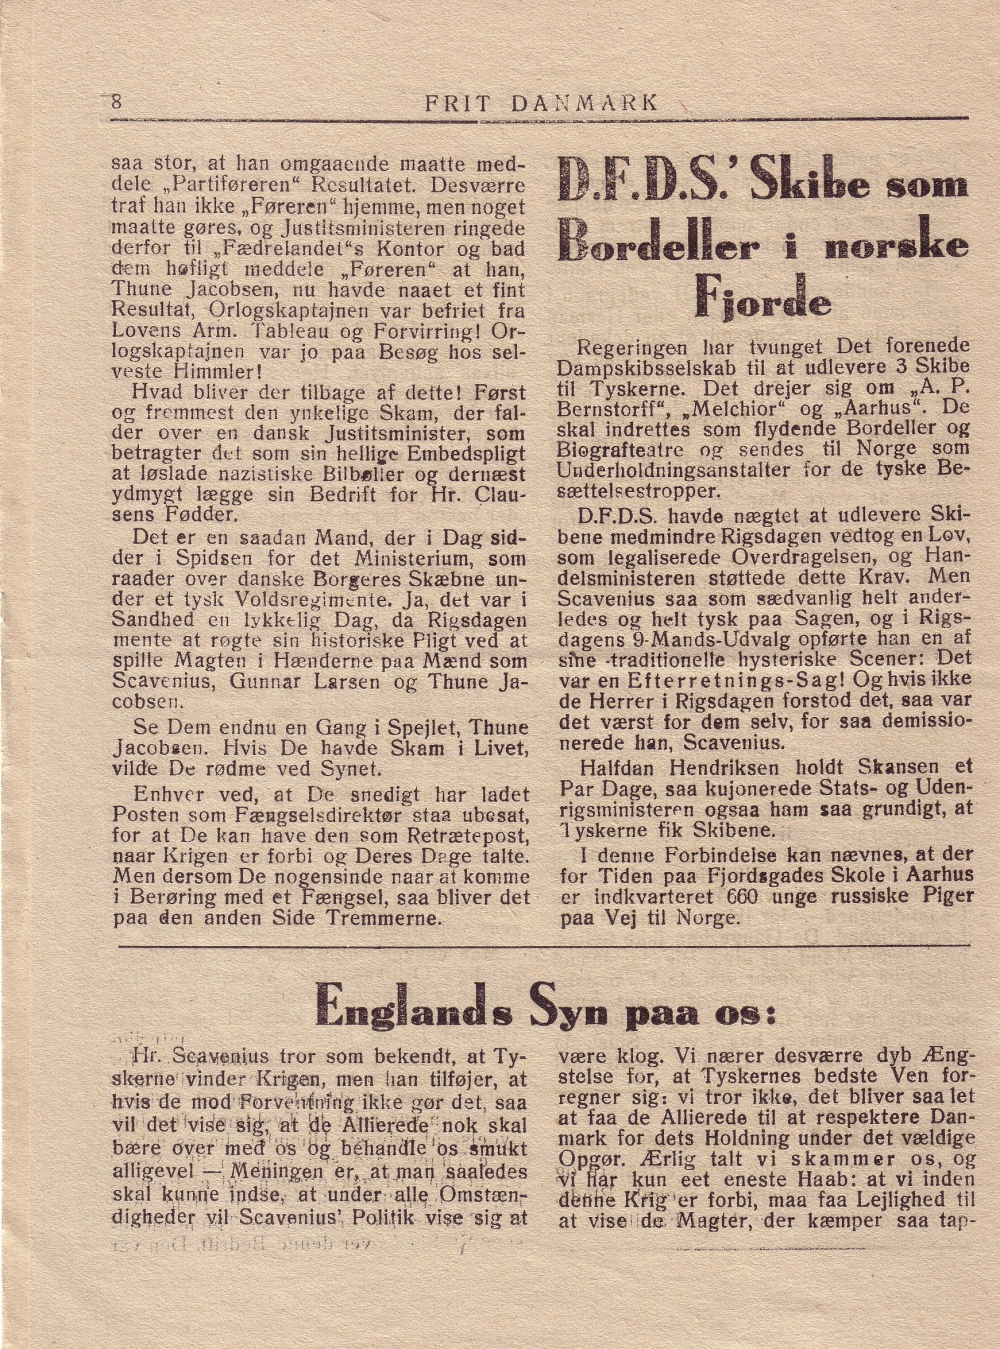 8
FRIT DANMARK
saa stor, at han omgaaende maatte med-
dele „Partiføreren“ Resultatet. Desværre
traf han ikke „Føreren“ hjemme, men noget
maatte gøres, og Justitsministeren ringede
derfor til „Fædrelandet“s Kontor og bad
dem høfligt meddele „Føreren“ at han,
Thune Jacobsen, nu havde naaet et fint
Resultat, Orlogskaptajnen var befriet fra
Lovens Arm. Tableau og Forvirring! Or-
logskaptajnen var jo paa Besøg hos sel-
veste Himmler!
Hvad bliver der tilbage af dette! Først
og fremmest den ynkelige Skam, der fal-
der over en dansk Justitsminister, som
betragter det som sin hellige Embedspligt
at løslade nazistiske Bilbøller og dernæst
ydmygt lægge sin Bedrift for Hr. Clau-
sens Fødder.
Det er en saadan Mand, der i Dag sid-
der i Spidsen for det Ministerium, som
raader over danske Borgeres Skæbne un-
der et tysk Voldsregimente. Ja, det var i
Sandhed en lykkelig Dag, da Rigsdagen
mente at røgte sin historiske Pligt ved at
spille Magten i Hænderne paa Mænd som
Scavenius, Gunnar Larsen og Thune Ja-
cobsen.
Se Dem endnu en Gang i Spejlet, Thune
Jacobsen. Hvis De havde Skam i Livet,
vilde De rødme ved Synet.
Enhver ved, at De snedigt har ladet
Posten som Fængselsdirektør staa ubesat,
for at De kan have den som Retrætepost,
naar Krigen er forbi og Deres Dage talte.
Men dersom De nogensinde naar at komme
i Berøring med et Fængsel, saa bliver det
paa den anden Side Tremmerne.
D.F.D.S.’ Skibe som
Bordeller i norske
Fjorde
Regeringen har tvunget Det forenede
Dampskibsselskab til at udlevere 3 Skibe
til Tyskerne. Det drejer sig om „A. P.
Bernstorff“, „Melchior“ og „Aarhus“. De
skal indrettes som flydende Bordeller og
Biografteatre og sendes til Norge som
Underholdningsanstalter for de tyske Be-
sættelsestropper.
D.F.D.S. havde nægtet at udlevere Ski-
bene medmindre Rigsdagen vedtog en Lov,
som legaliserede Overdragelsen, og Han-
delsministeren støttede dette Krav. Men
Scavenius saa som sædvanlig helt ander-
ledes og helt tysk paa Sagen, og i Rigs-
dagens 9-Mands-Udvalg opførte han en af
sine -traditionelle hysteriske Scener: Det
var en Efterretnings-Sag! Og hvis ikke
de Herrer i Rigsdagen forstod det, saa var
det værst for dem selv, for saa demissio-
nerede han, Scavenius.
Halfdan Hendriksen holdt Skansen et
Par Dage, saa kujonerede Stats- og Uden-
rigsministeren ogsaa ham saa grundigt, at
Tyskerne fik Skibene.
I denne Forbindelse kan nævnes, at der
for Tiden paa Fjordsgades Skole i Aarhus
er indkvarteret 660 unge russiske Piger
paa Vej til Norge.
Englands Syn paa os:
Hr. Scavenius tror som bekendt, at Ty-
skerne vinder Krigen, men han tilføjer, at
hvis de mod Forventning ikke gør det, saa
vil det vise sig, at de Allierede nok skal
bære over med os og behandle os smukt
alligevel — Meningen er, at man saaledes
skal kunne indse, at under alle Omstæn-
digheder vil Scavenius’ Politik vise sig at
være klog. Vi nærer desværre dyb Æng-
stelse for, at Tyskernes bedste Ven for-
regner sig: vi tror ikke, det bliver saa let
at faa de Allierede til at respektere Dan-
mark for dets Holdning under det vældige
Opgør. Ærlig talt vi skammer os, og
vi har kun eet eneste Haab: at vi inden
denne Krig er forbi, maa faa Lejlighed til
at vise de Magter, der kæmper saa tap-